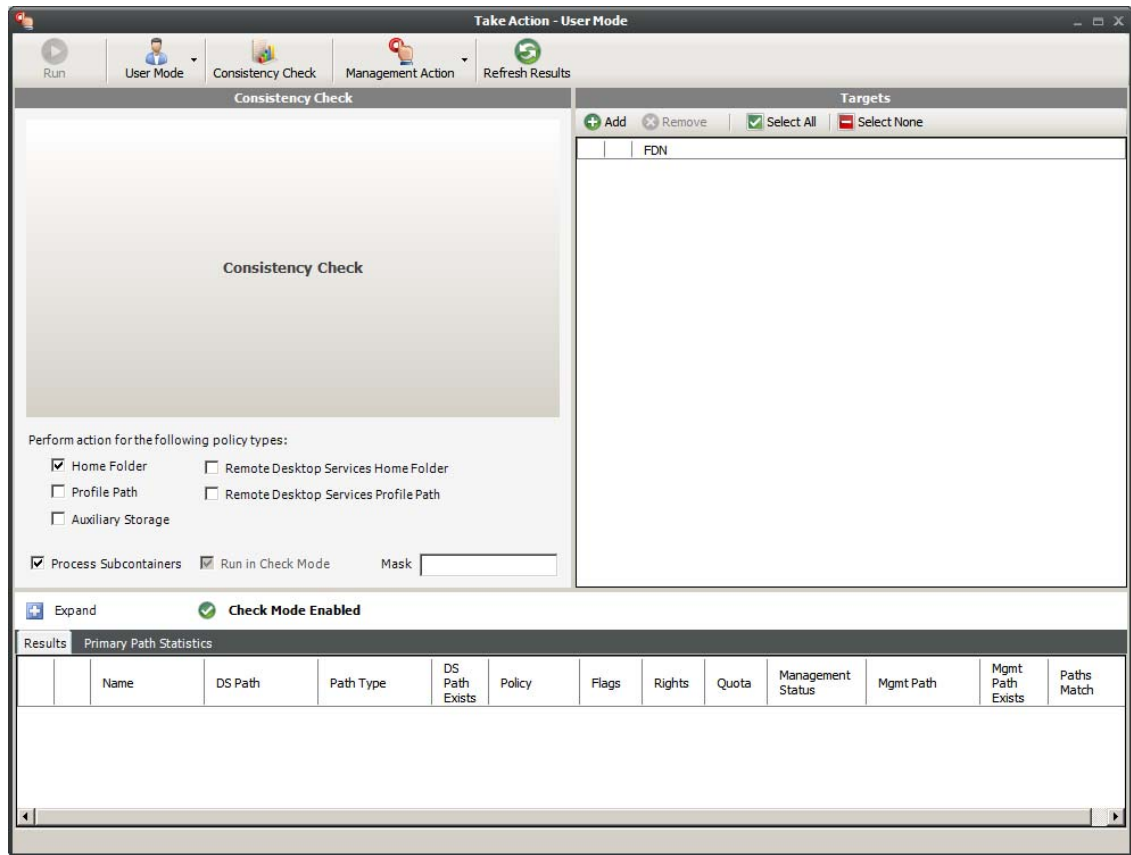 Take Action - User Mode
Run
User Mode
Consistency Check
Management Action
Refresh Results
Consistency Check
Targets
Add
Remove
Select All
Select None
FDN
Consistency Check
Perform action for the following policy types:
Home Folder
Remote Desktop Services Home Folder
Profile Path
Remote Desktop Services Profile Path
Auxiliary Storage
Process Subcontainers
Run in Check Mode
Mask
Expand
Check Mode Enabled
Results
Primary Path Statistics
Name
DS Path
Path Type
DS
Path
Exists
Policy
Flags
Rights
Quota
Management
Status
Mgmt Path
Mgmt
Path
Exists
Paths
Match